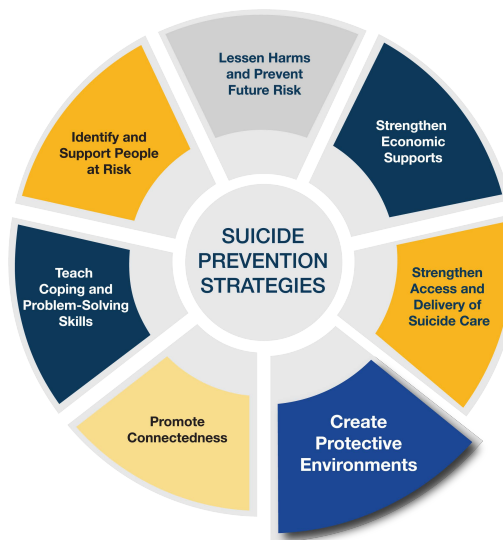 SUICIDE
PREVENTION
STRATEGIES
Lessen Harms
and Prevent
Future Risk
Strengthen
Economic
Supports
Strengthen
Access and
Delivery of
Suicide Care
Create
Protective
Environments
Promote
Connectedness
Teach
Coping and
Problem-Solving
Skills
Identify and
Support People
at Risk